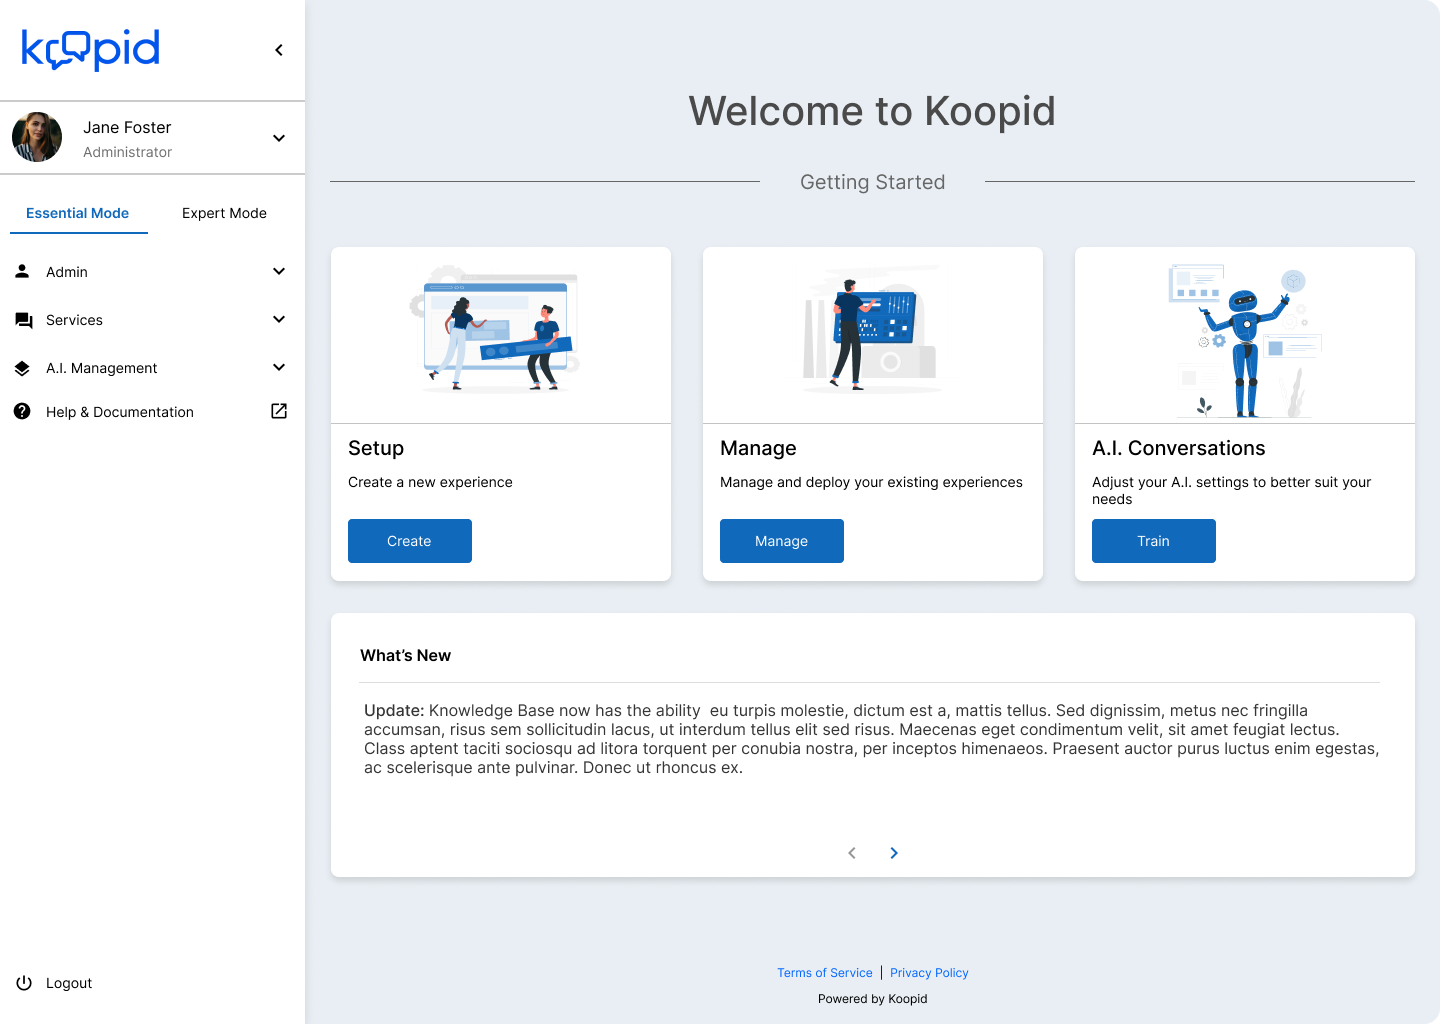 koopid
Jane Foster
Administrator
Essential Mode
Expert Mode
Admin
Services
A.I. Management
Help & Documentation
Logout
Welcome to Koopid
Getting Started
Setup
Create a new experience
Create
Manage
Manage and deploy your existing experiences
Manage
A.I. Conversations
Adjust your A.I. settings to better suit your
needs
Train
What’s New
Update: Knowledge Base now has the ability  eu turpis molestie, dictum est a, mattis tellus. Sed dignissim, metus nec fringilla
accumsan, risus sem sollicitudin lacus, ut interdum tellus elit sed risus. Maecenas eget condimentum velit, sit amet feugiat lectus.
Class aptent taciti sociosqu ad litora torquent per conubia nostra, per inceptos himenaeos. Praesent auctor purus luctus enim egestas,
ac scelerisque ante pulvinar. Donec ut rhoncus ex.
Terms of Service | Privacy Policy
Powered by Koopid